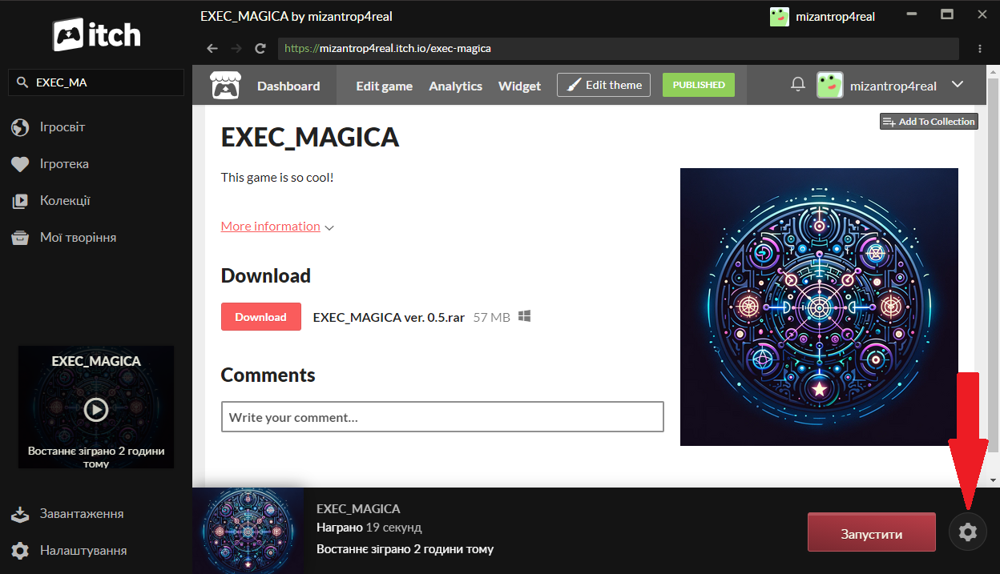 EXEC_MAGICA by mizantrop4real
mizantrop4real
itch
https://mizantrop4real.itch.io/exec-magica
EXEC_MA
Dashboard
Edit game
Analytics
Widget
Edit theme
PUBLISHED
mizantrop4real
Ігросвіт
Ігротека
Колекції
Мої творіння
Add To Collection
EXEC_MAGICA
This game is so cool!
More information
Download
Download
EXEC_MAGICA ver. 0.5.rar 57 MB
Comments
Write your comment...
EXEC_MAGICA
Востаннє зіграно 2 години
тому
Завантаження
Налаштування
EXEC_MAGICA
Награно 19 секунд
Востаннє зіграно 2 години тому
Запустити